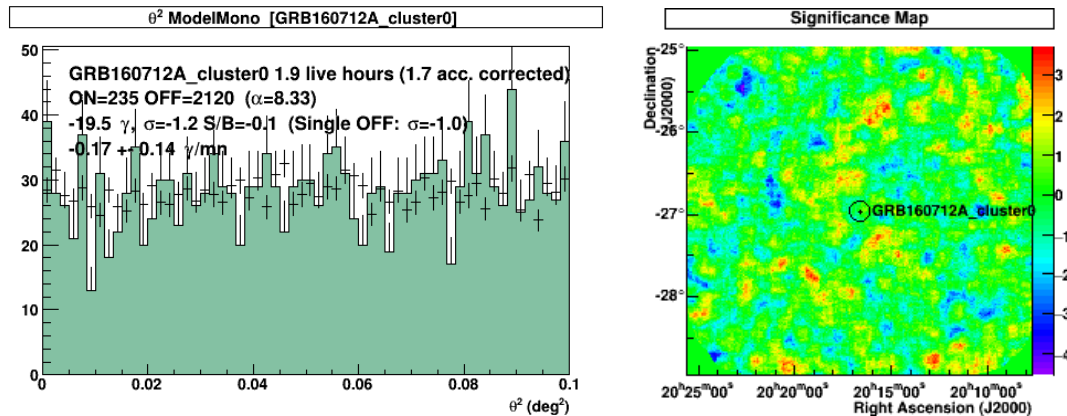 θ² ModelMono [GRB160712A_cluster0]
50
40
30
20
10
0
GRB160712A_cluster0 1.9 live hours (1.7 acc. corrected)
ON=235 OFF=2120 (α=8.33)
-19.5 γ, σ=-1.2 S/B=-0.1 (Single OFF: σ=-1.0)
-0.17 +- 0.14 γ/mn
0 0.02 0.04 0.06 0.08 0.1
θ² (deg²)
Significance Map
Declination (J2000)
-25°
-26°
-27°
-28°
GRB160712A_cluster0
20ʰ25ᵐ00ˢ 20ʰ20ᵐ00ˢ 20ʰ15ᵐ00ˢ 20ʰ10ᵐ00ˢ
Right Ascension (J2000)
3
2
1
0
-1
-2
-3
-4